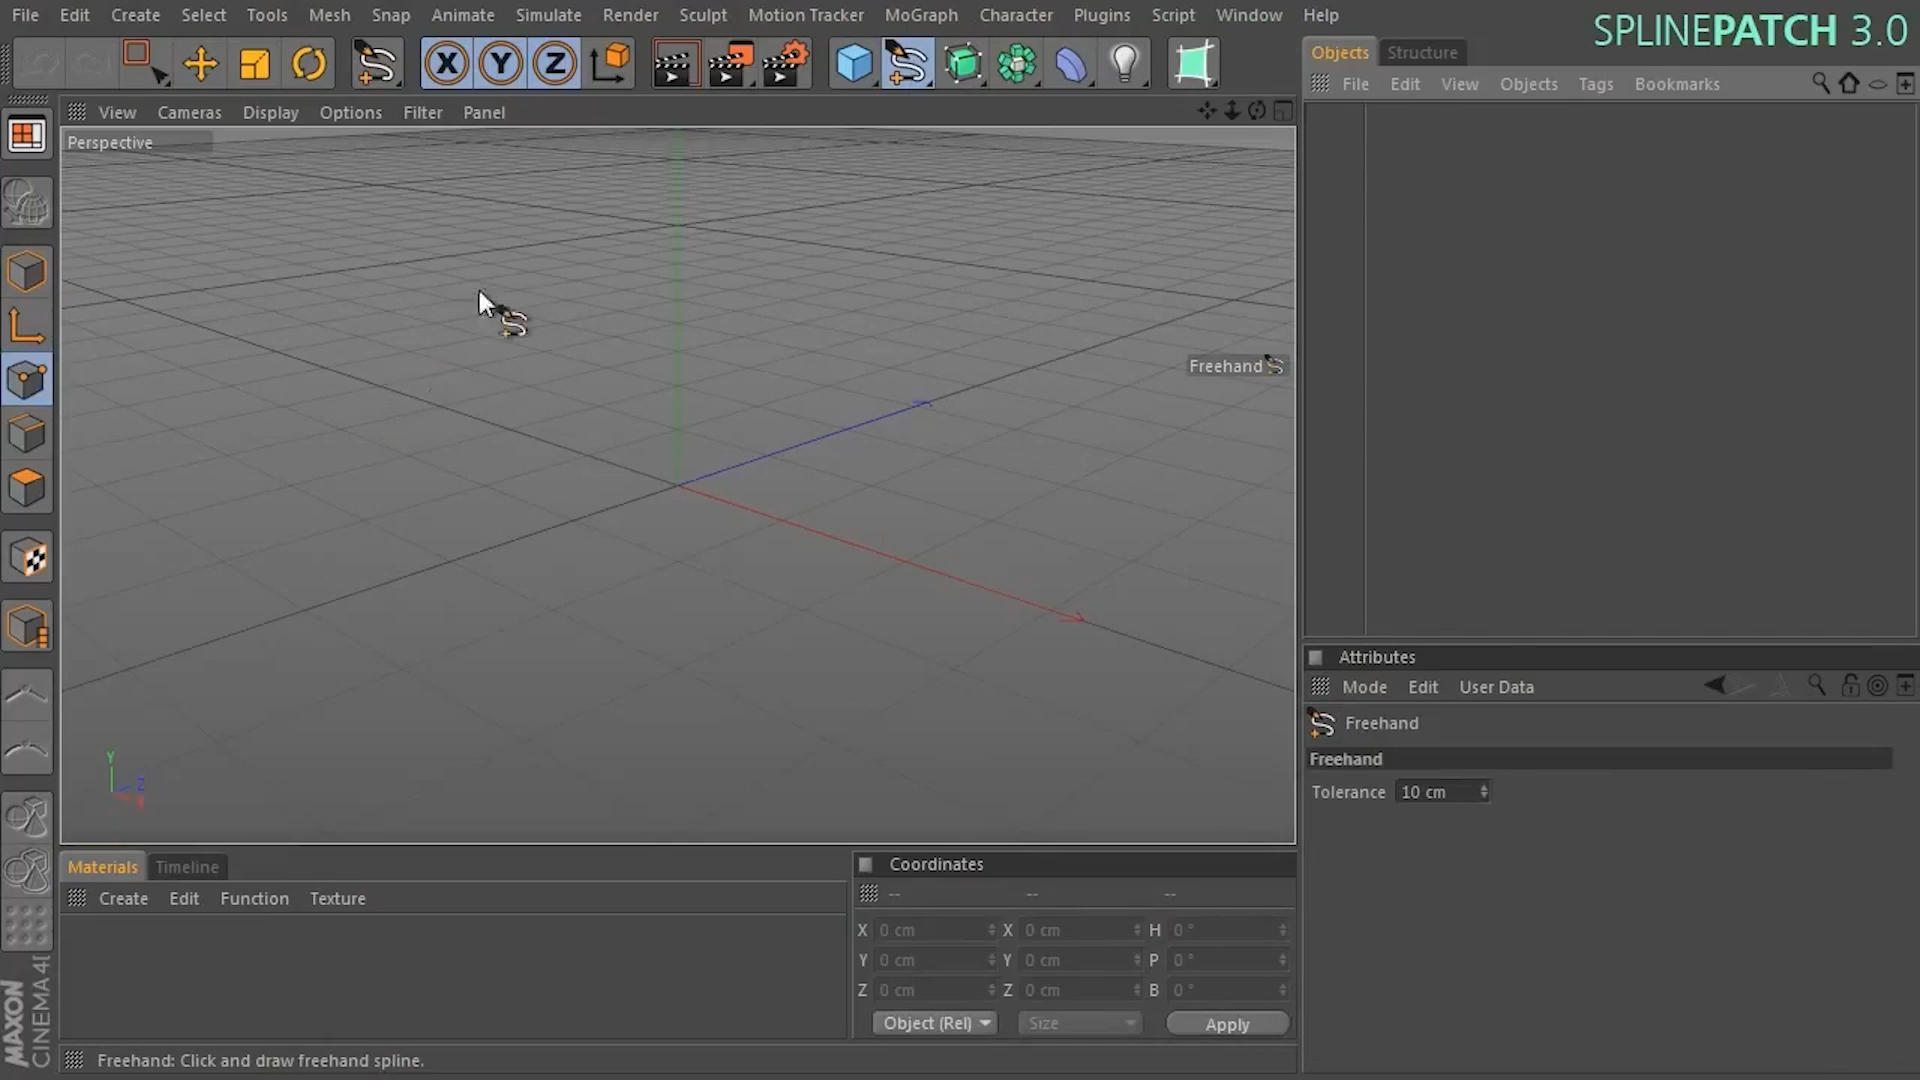 File Edit Create Select Tools Mesh Snap Animate Simulate Render Sculpt Motion Tracker MoGraph Character Plugins Script Window Help
SPLINEPATCH 3.0
X Y Z
Objects Structure
File Edit View Objects Tags Bookmarks
View Cameras Display Options Filter Panel
Perspective
Freehand
Attributes
Mode Edit User Data
Freehand
Freehand
Tolerance 10 cm
Y
Z
X
Materials Timeline
Create Edit Function Texture
Coordinates
-- -- --
X 0 cm X 0 cm H 0 °
Y 0 cm Y 0 cm P 0 °
Z 0 cm Z 0 cm B 0 °
Object (Rel) Size Apply
MAXON
CINEMA 4D
Freehand: Click and draw freehand spline.